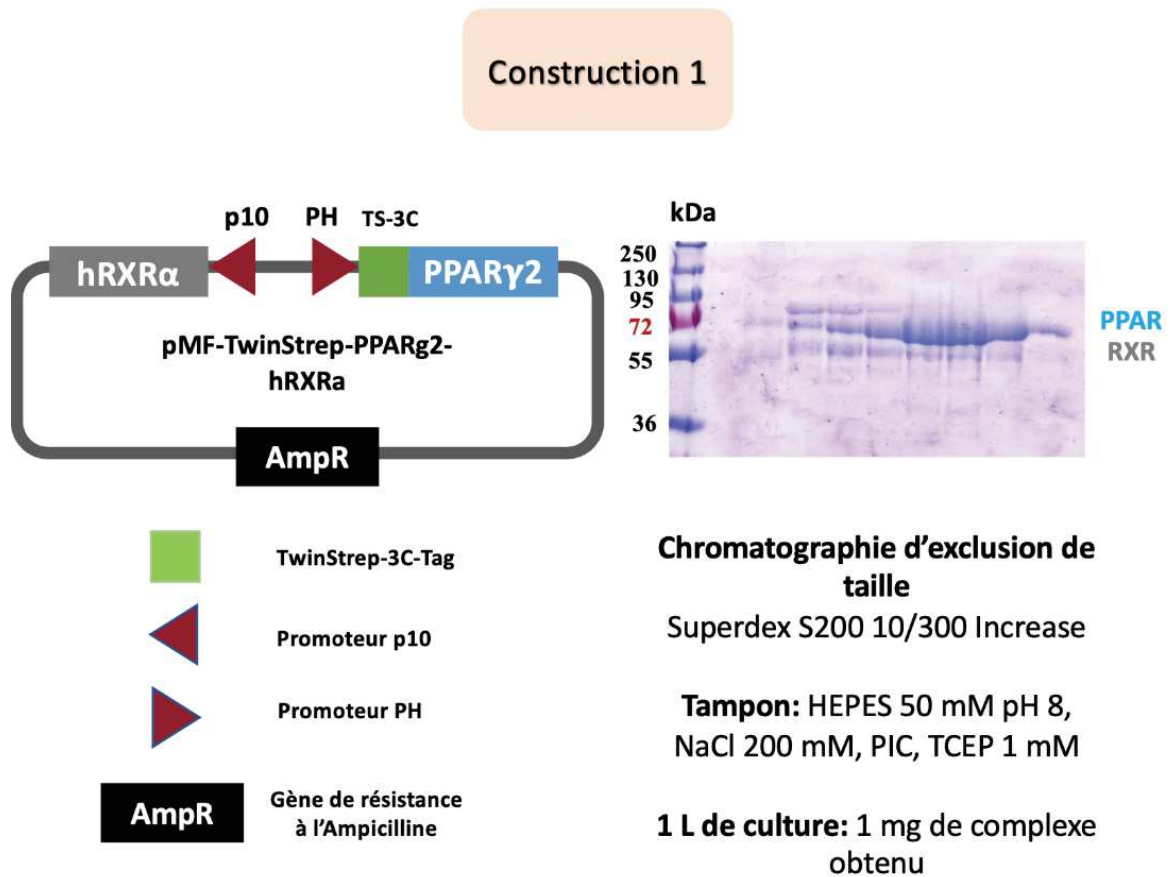 Construction 1
p10 PH TS-3C
hRXRα PPARγ2
pMF-TwinStrep-PPARg2-
hRXRa
AmpR
kDa
250
130
95
72
55
36
PPAR
RXR
TwinStrep-3C-Tag
Promoteur p10
Promoteur PH
AmpR
Gène de résistance
à l'Ampicilline
Chromatographie d'exclusion de
taille
Superdex S200 10/300 Increase
Tampon: HEPES 50 mM pH 8,
NaCl 200 mM, PIC, TCEP 1 mM
1 L de culture: 1 mg de complexe
obtenu